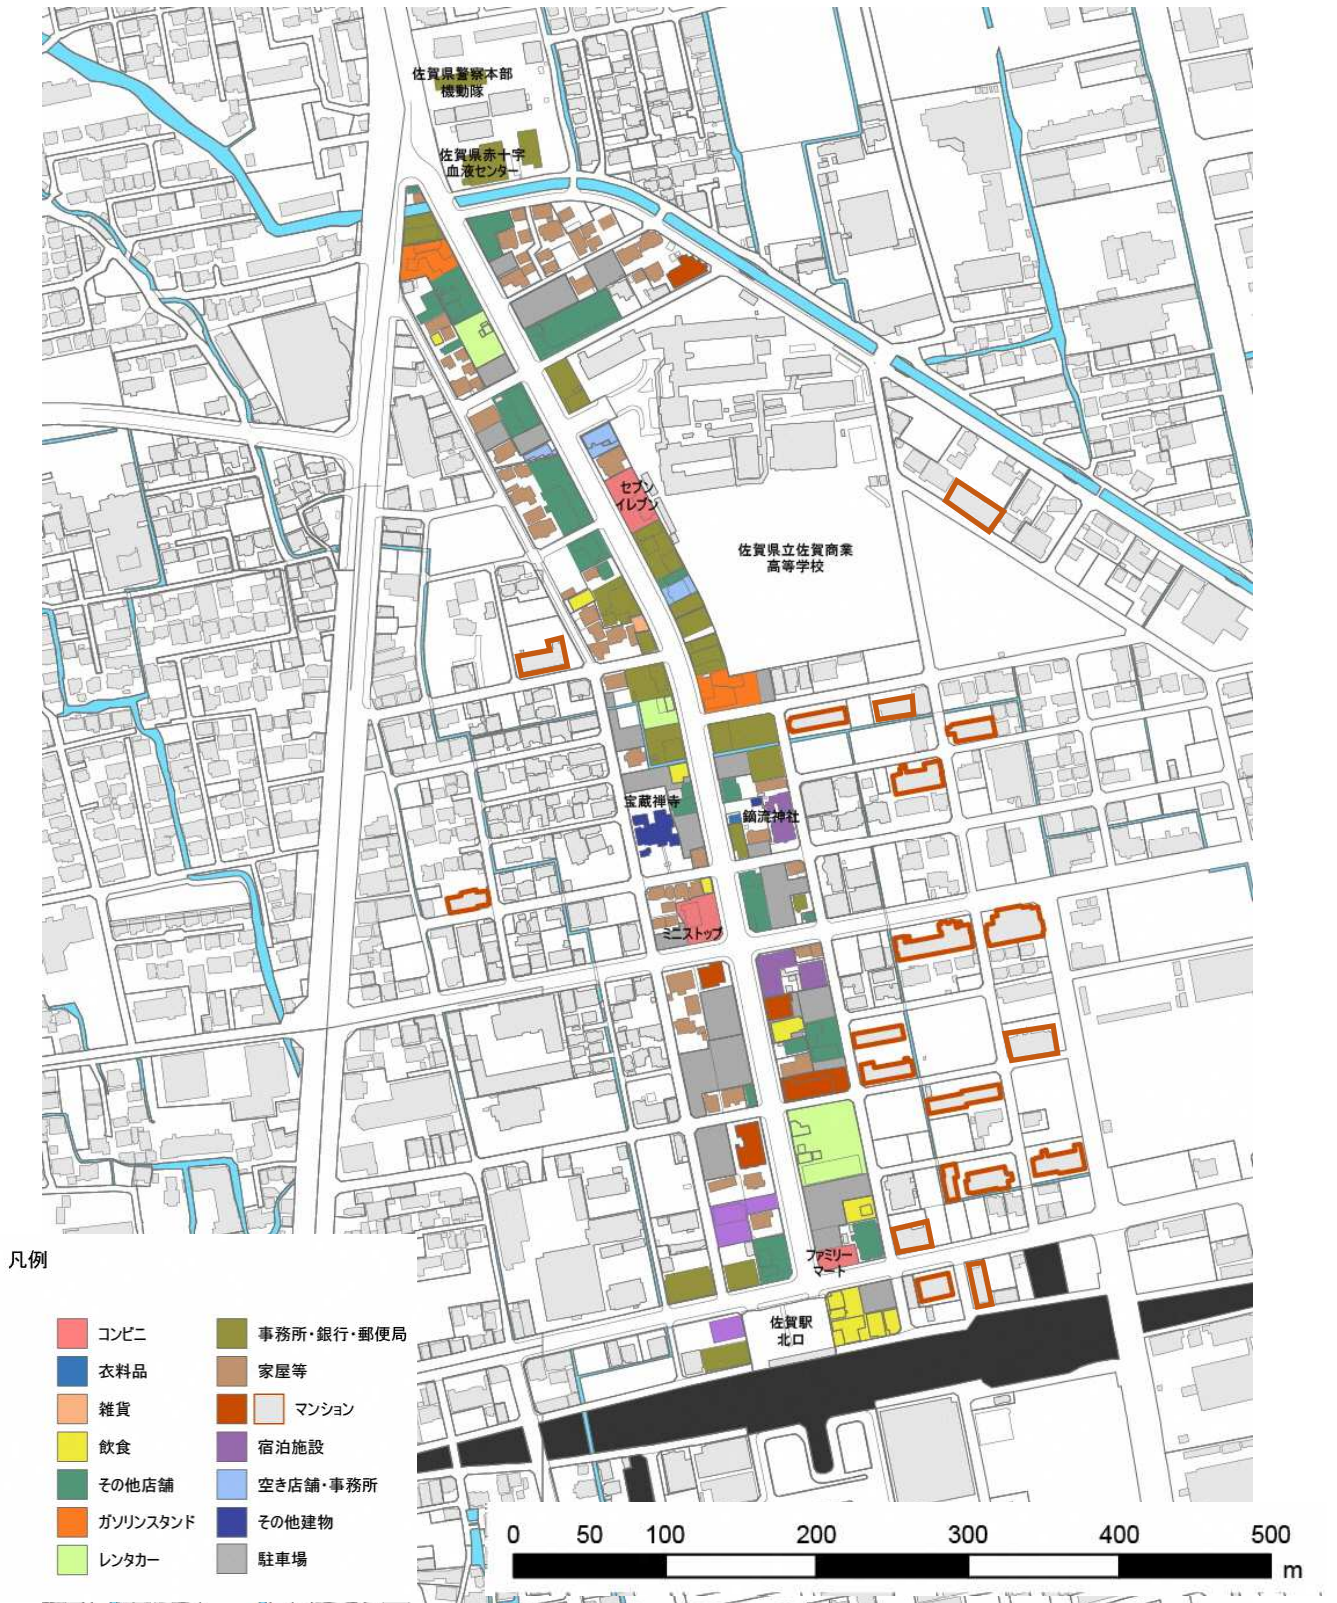 佐賀県警察本部
機動隊
佐賀県赤十字
血液センター
セブン
イレブン
佐賀県立佐賀商業
高等学校
宝蔵禅寺
鏑流神社
ミニストップ
ファミリー
マート
佐賀駅
北口
凡例
コンビニ
衣料品
雑貨
飲食
その他店舗
ガソリンスタンド
レンタカー
事務所・銀行・郵便局
家屋等
マンション
宿泊施設
空き店舗・事務所
その他建物
駐車場
0 50 100 200 300 400 500
m